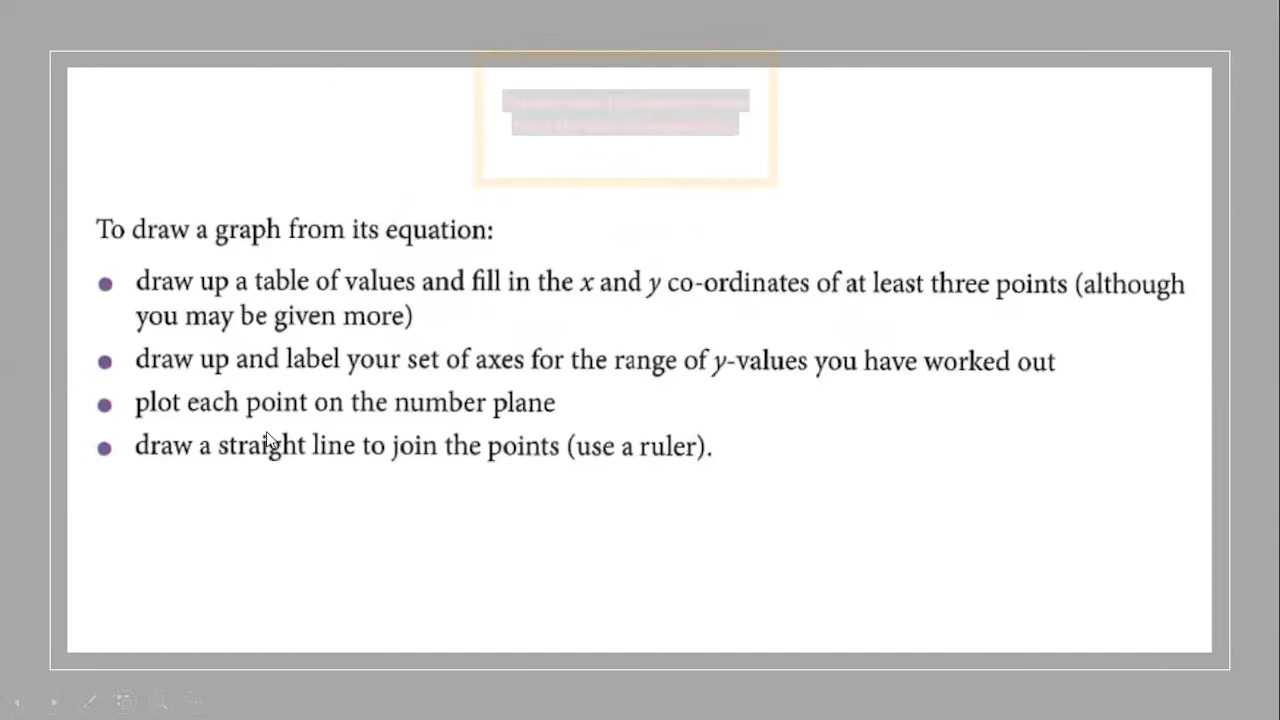 To draw a graph from its equation:
● draw up a table of values and fill in the x and y co-ordinates of at least three points (although
you may be given more)
● draw up and label your set of axes for the range of y-values you have worked out
● plot each point on the number plane
● draw a straight line to join the points (use a ruler).